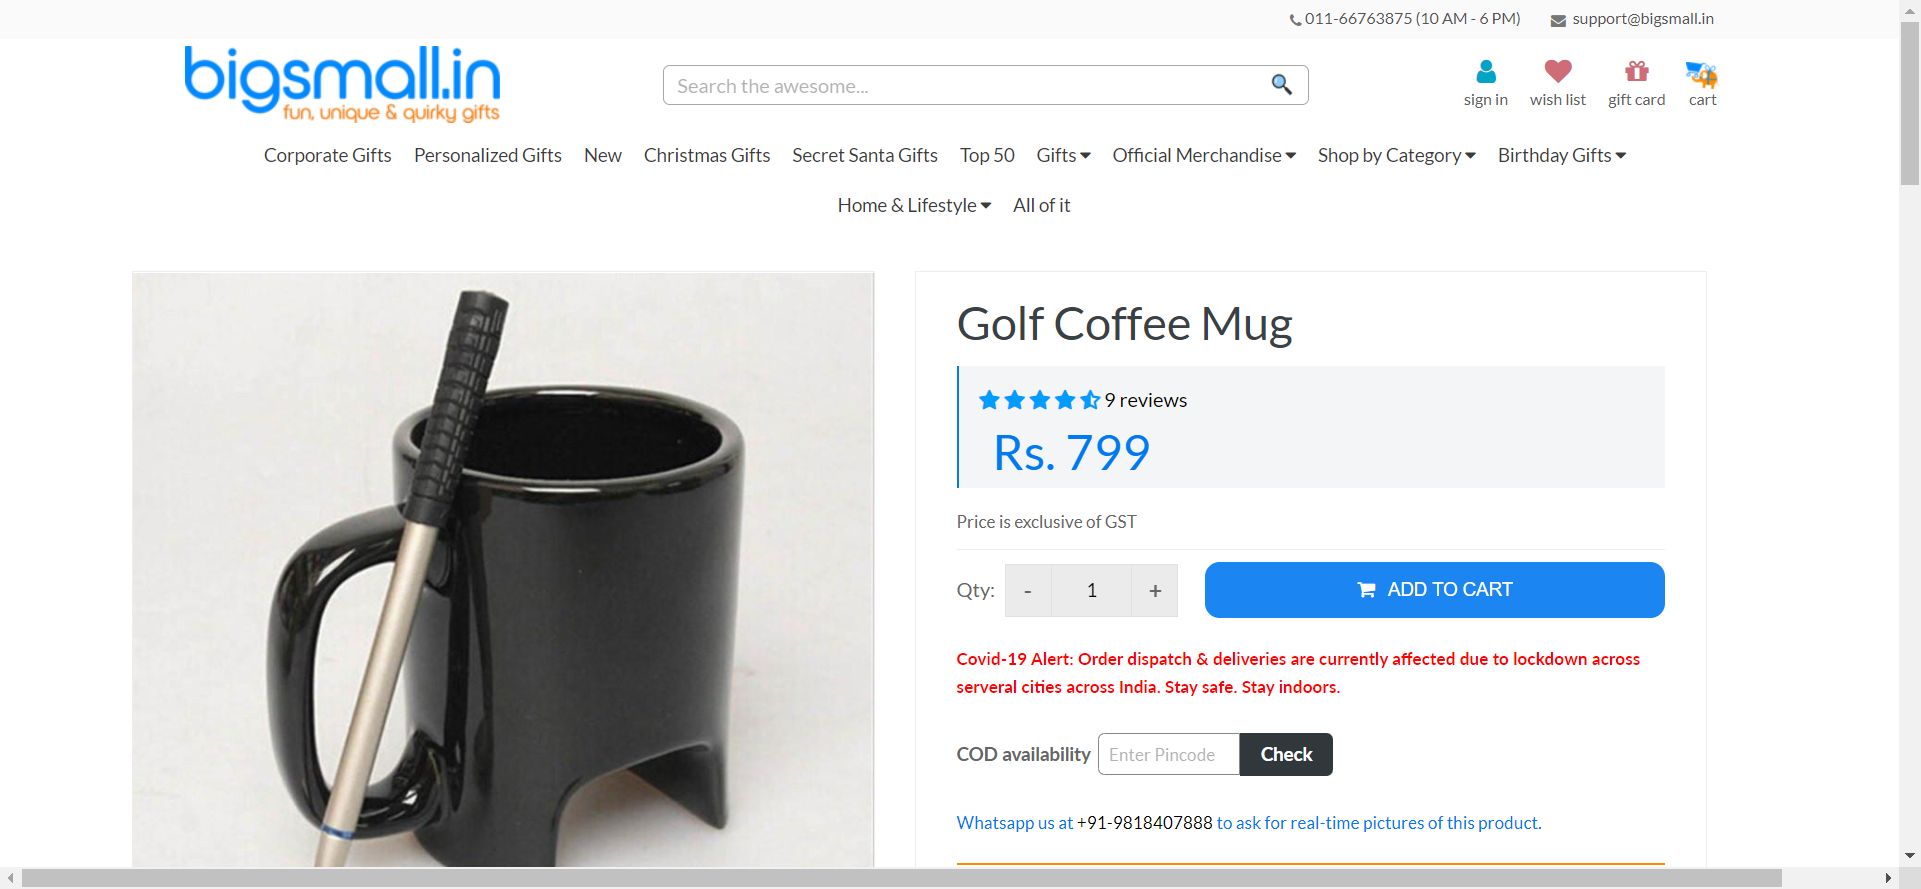 011-66763875 (10 AM - 6 PM) support@bigsmall.in
bigsmall.in
fun, unique & quirky gifts
Search the awesome...
sign in wish list gift card cart
Corporate Gifts Personalized Gifts New Christmas Gifts Secret Santa Gifts Top 50 Gifts Official Merchandise Shop by Category Birthday Gifts
Home & Lifestyle All of it
Golf Coffee Mug
9 reviews
Rs. 799
Price is exclusive of GST
Qty: - 1 + ADD TO CART
Covid-19 Alert: Order dispatch & deliveries are currently affected due to lockdown across
serveral cities across India. Stay safe. Stay indoors.
COD availability Enter Pincode Check
Whatsapp us at +91-9818407888 to ask for real-time pictures of this product.